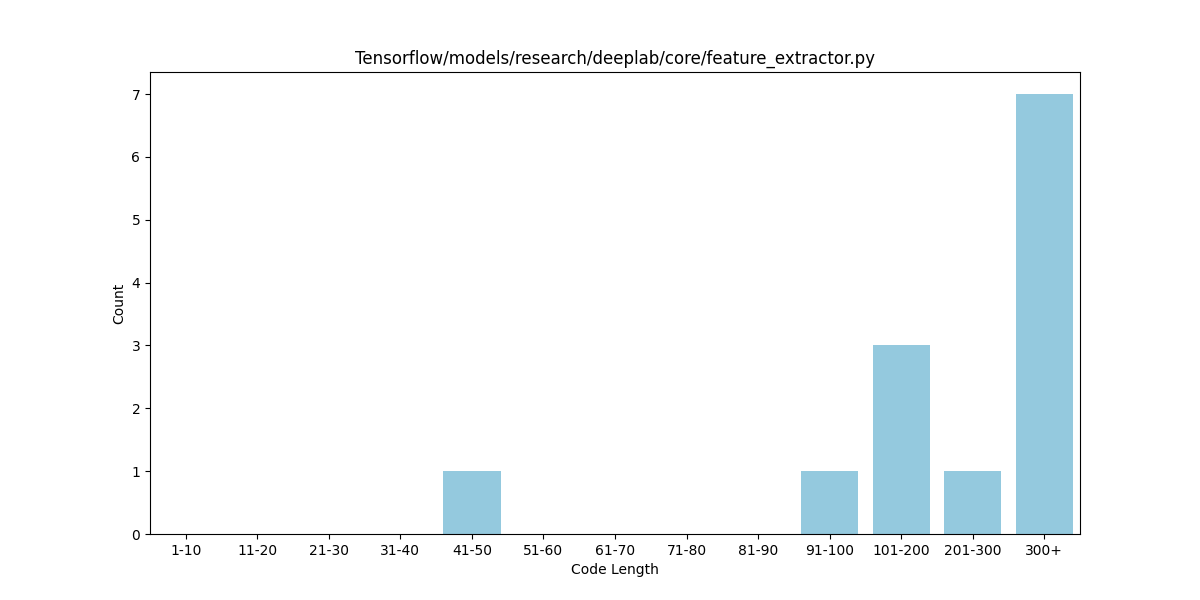 Tensorflow/models/research/deeplab/core/feature_extractor.py
7
6
5
4
3
2
1
0
Count
1-10 11-20 21-30 31-40 41-50 51-60 61-70 71-80 81-90 91-100 101-200 201-300 300+
Code Length